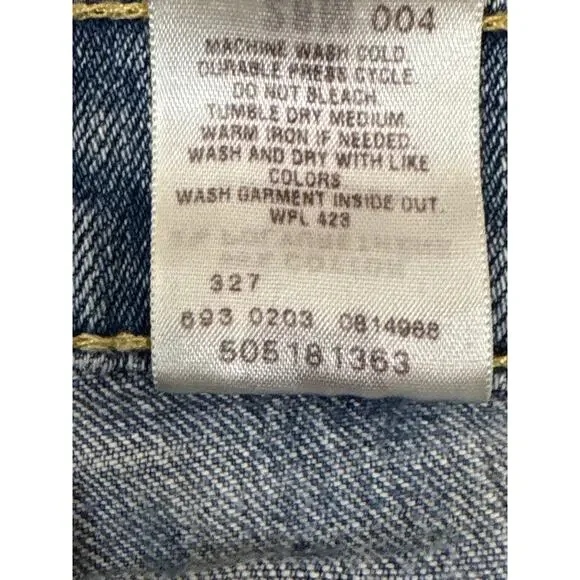 004
MACHINE WASH COLD.
DURABLE PRESS CYCLE.
DO NOT BLEACH.
TUMBLE DRY MEDIUM.
WARM IRON IF NEEDED.
WASH AND DRY WITH LIKE
COLORS
WASH GARMENT INSIDE OUT.
WPL 423
327
693 0203 0814988
505181363